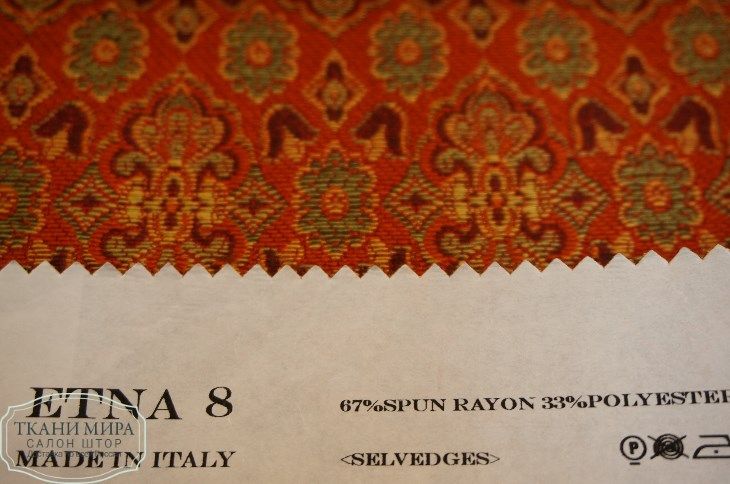 ETNA 8
67%SPUN RAYON 33%POLYESTER
MADE IN ITALY
<SELVEDGES>
P
ТКАНИ МИРА
САЛОН ШТОР